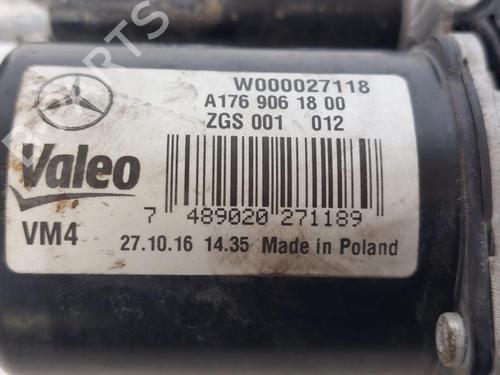 PARTS
W000027118
A176 906 18 00
ZGS 001 012
Valeo
7 489020 271189
VM4
27.10.16 14.35 Made in Poland